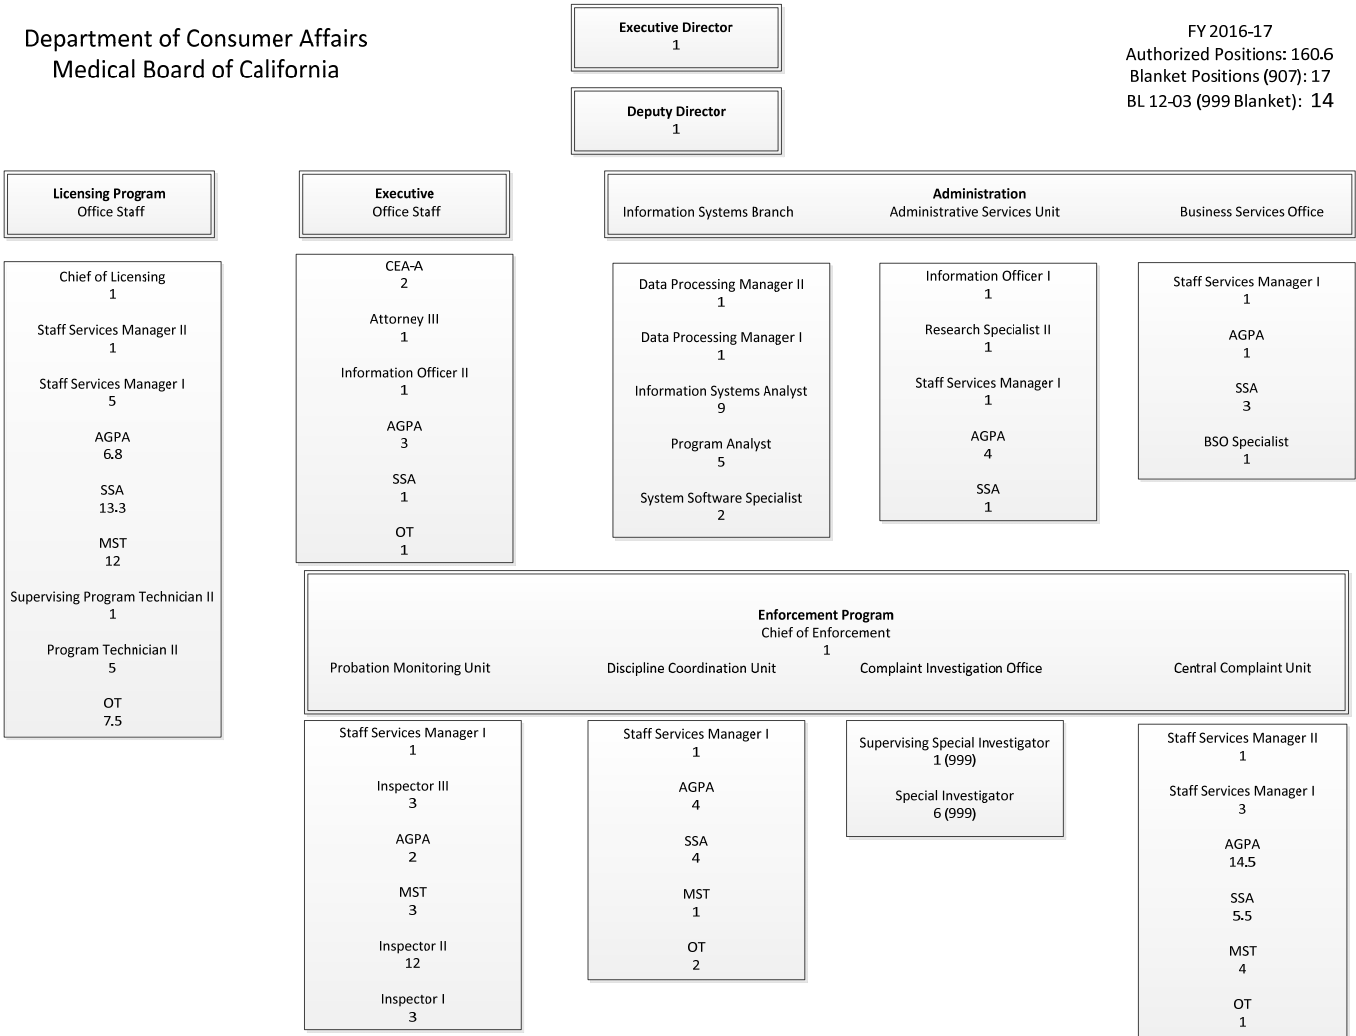 Department of Consumer Affairs
Medical Board of California
Executive Director
1
Deputy Director
1
FY 2016-17
Authorized Positions: 160.6
Blanket Positions (907): 17
BL 12-03 (999 Blanket): 14
Licensing Program
Office Staff
Chief of Licensing
1
Staff Services Manager II
1
Staff Services Manager I
5
AGPA
6.8
SSA
13.3
MST
12
Supervising Program Technician II
1
Program Technician II
5
OT
7.5
Executive
Office Staff
CEA-A
2
Attorney III
1
Information Officer II
1
AGPA
3
SSA
1
OT
1
Administration
Information Systems Branch
Administrative Services Unit
Business Services Office
Data Processing Manager II
1
Data Processing Manager I
1
Information Systems Analyst
9
Program Analyst
5
System Software Specialist
2
Information Officer I
1
Research Specialist II
1
Staff Services Manager I
1
AGPA
4
SSA
1
Staff Services Manager I
1
AGPA
1
SSA
3
BSO Specialist
1
Enforcement Program
Chief of Enforcement
1
Probation Monitoring Unit
Discipline Coordination Unit
Complaint Investigation Office
Central Complaint Unit
Staff Services Manager I
1
Inspector III
3
AGPA
2
MST
3
Inspector II
12
Inspector I
3
Staff Services Manager I
1
AGPA
4
SSA
4
MST
1
OT
2
Supervising Special Investigator
1 (999)
Special Investigator
6 (999)
Staff Services Manager II
1
Staff Services Manager I
3
AGPA
14.5
SSA
5.5
MST
4
OT
1